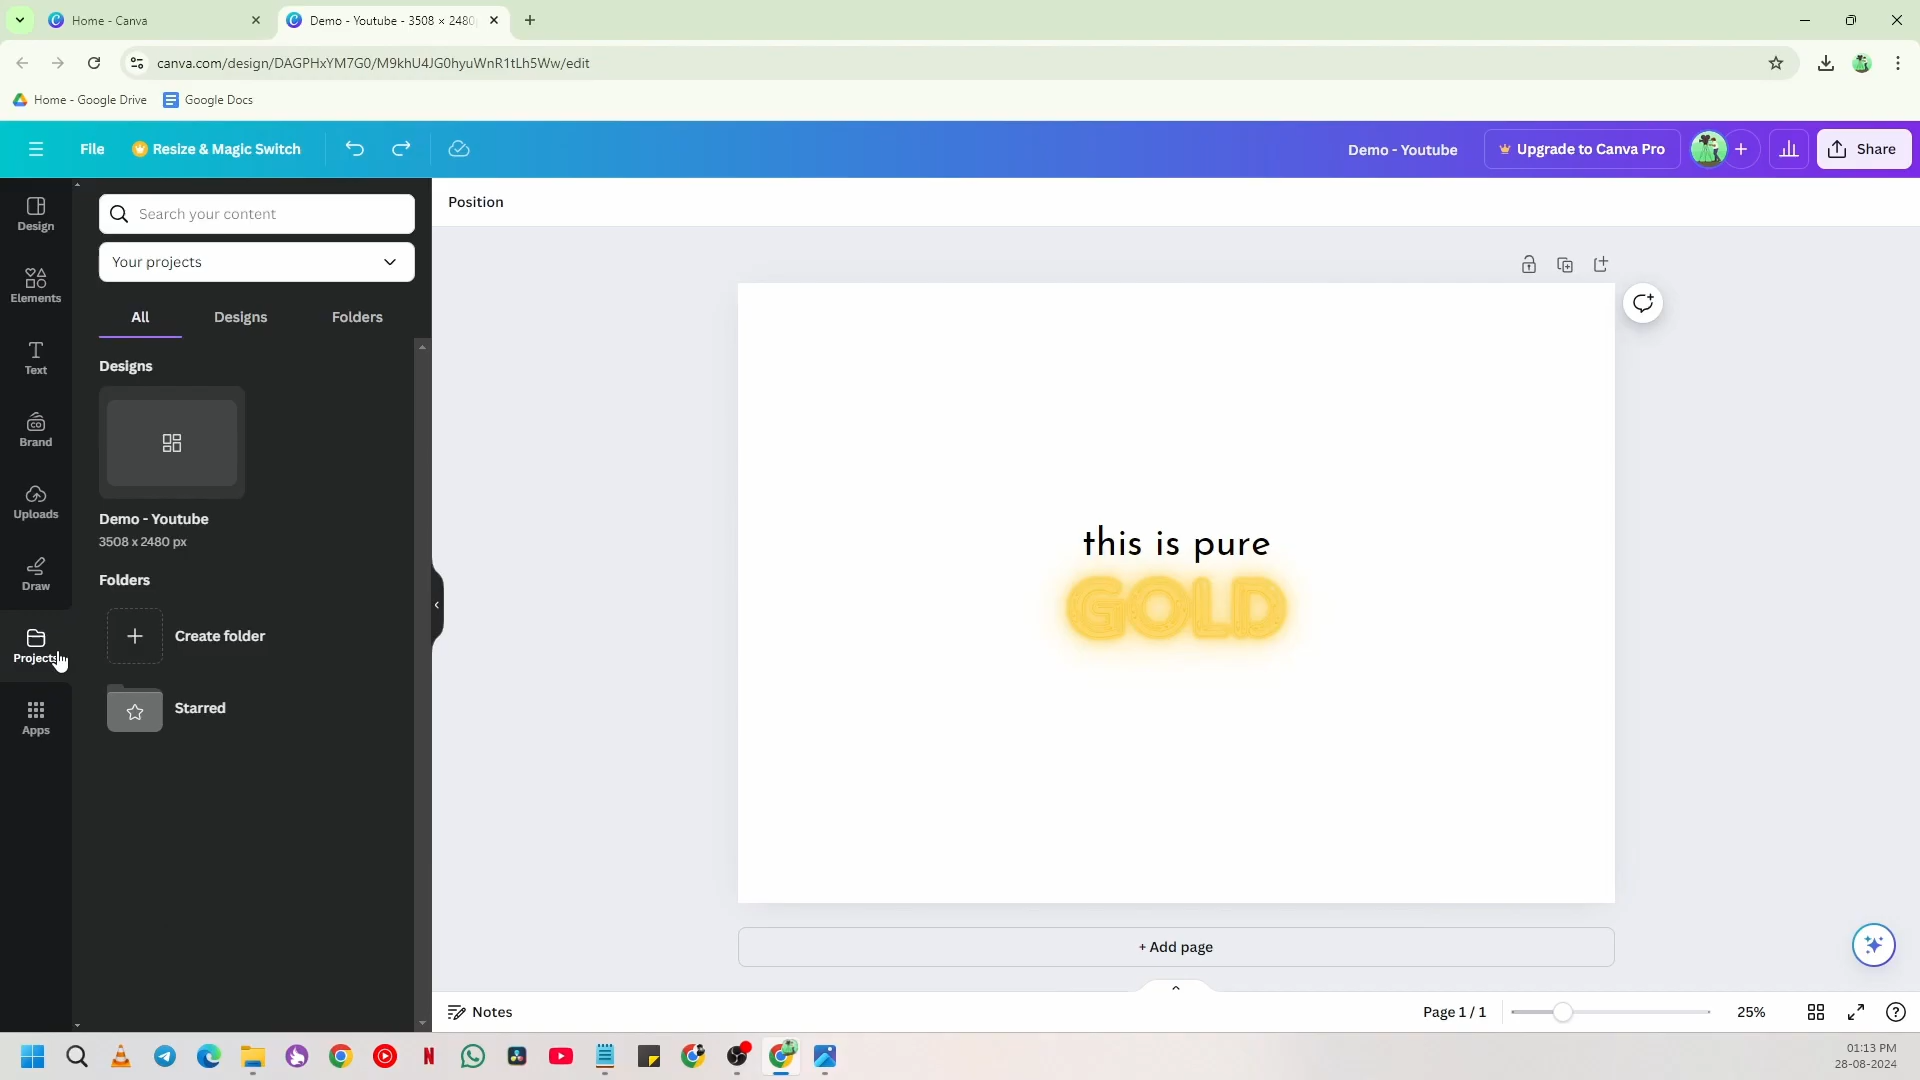 Home - Canva
Demo - Youtube - 3508 × 2480
canva.com/design/DAGPHxYM7G0/M9khU4JG0hyuWnR1tLh5Ww/edit
Home - Google Drive
Google Docs
File
Resize & Magic Switch
Demo - Youtube
Upgrade to Canva Pro
Share
Design
Elements
Text
Brand
Uploads
Draw
Projects
Apps
Search your content
Your projects
All
Designs
Folders
Designs
Demo - Youtube
3508 x 2480 px
Folders
Create folder
Starred
Position
this is pure
GOLD
+ Add page
Notes
Page 1 / 1
25%
01:13 PM
28-08-2024